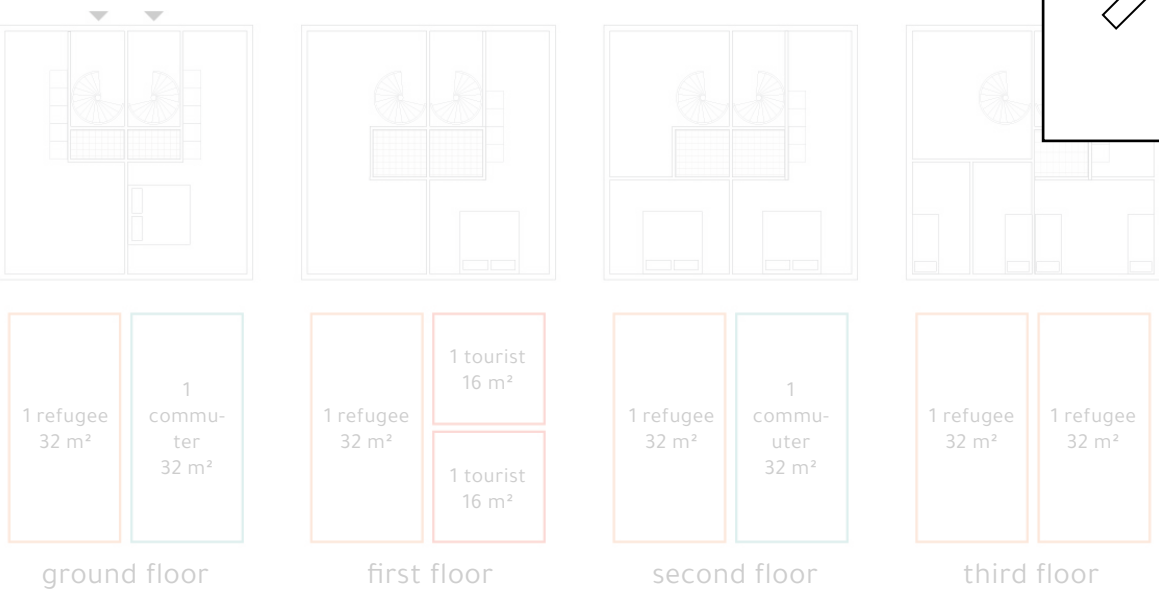 1 refugee
32 m²
1
commu-
ter
32 m²
1 refugee
32 m²
1 tourist
16 m²
1 tourist
16 m²
1 refugee
32 m²
1
commu-
uter
32 m²
1 refugee
32 m²
1 refugee
32 m²
ground floor
first floor
second floor
third floor